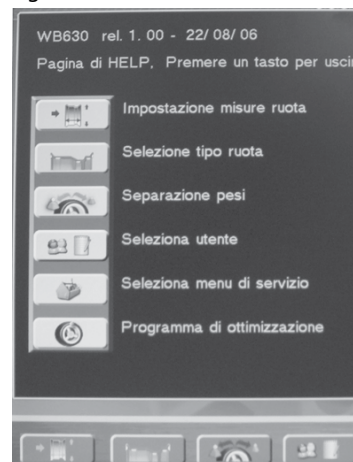 WB630 rel. 1. 00 - 22/ 08/ 06
Pagina di HELP, Premere un tasto per
Impostazione misure ruota
Selezione tipo ruota
Separazione pesi
Seleziona utente
Seleziona menu di servizio
Programma di ottimizzazione